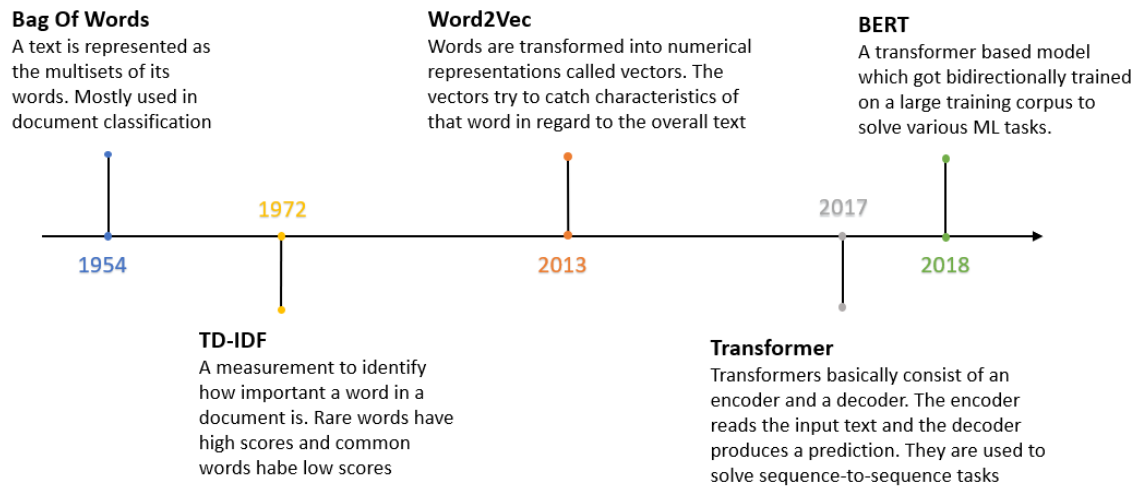 Bag Of Words
A text is represented as
the multisets of its
words. Mostly used in
document classification
Word2Vec
Words are transformed into numerical
representations called vectors. The
vectors try to catch characteristics of
that word in regard to the overall text
BERT
A transformer based model
which got bidirectionally trained
on a large training corpus to
solve various ML tasks.
1954
1972
2013
2017
2018
TD-IDF
A measurement to identify
how important a word in a
document is. Rare words have
high scores and common
words habe low scores
Transformer
Transformers basically consist of an
encoder and a decoder. The encoder
reads the input text and the decoder
produces a prediction. They are used to
solve sequence-to-sequence tasks